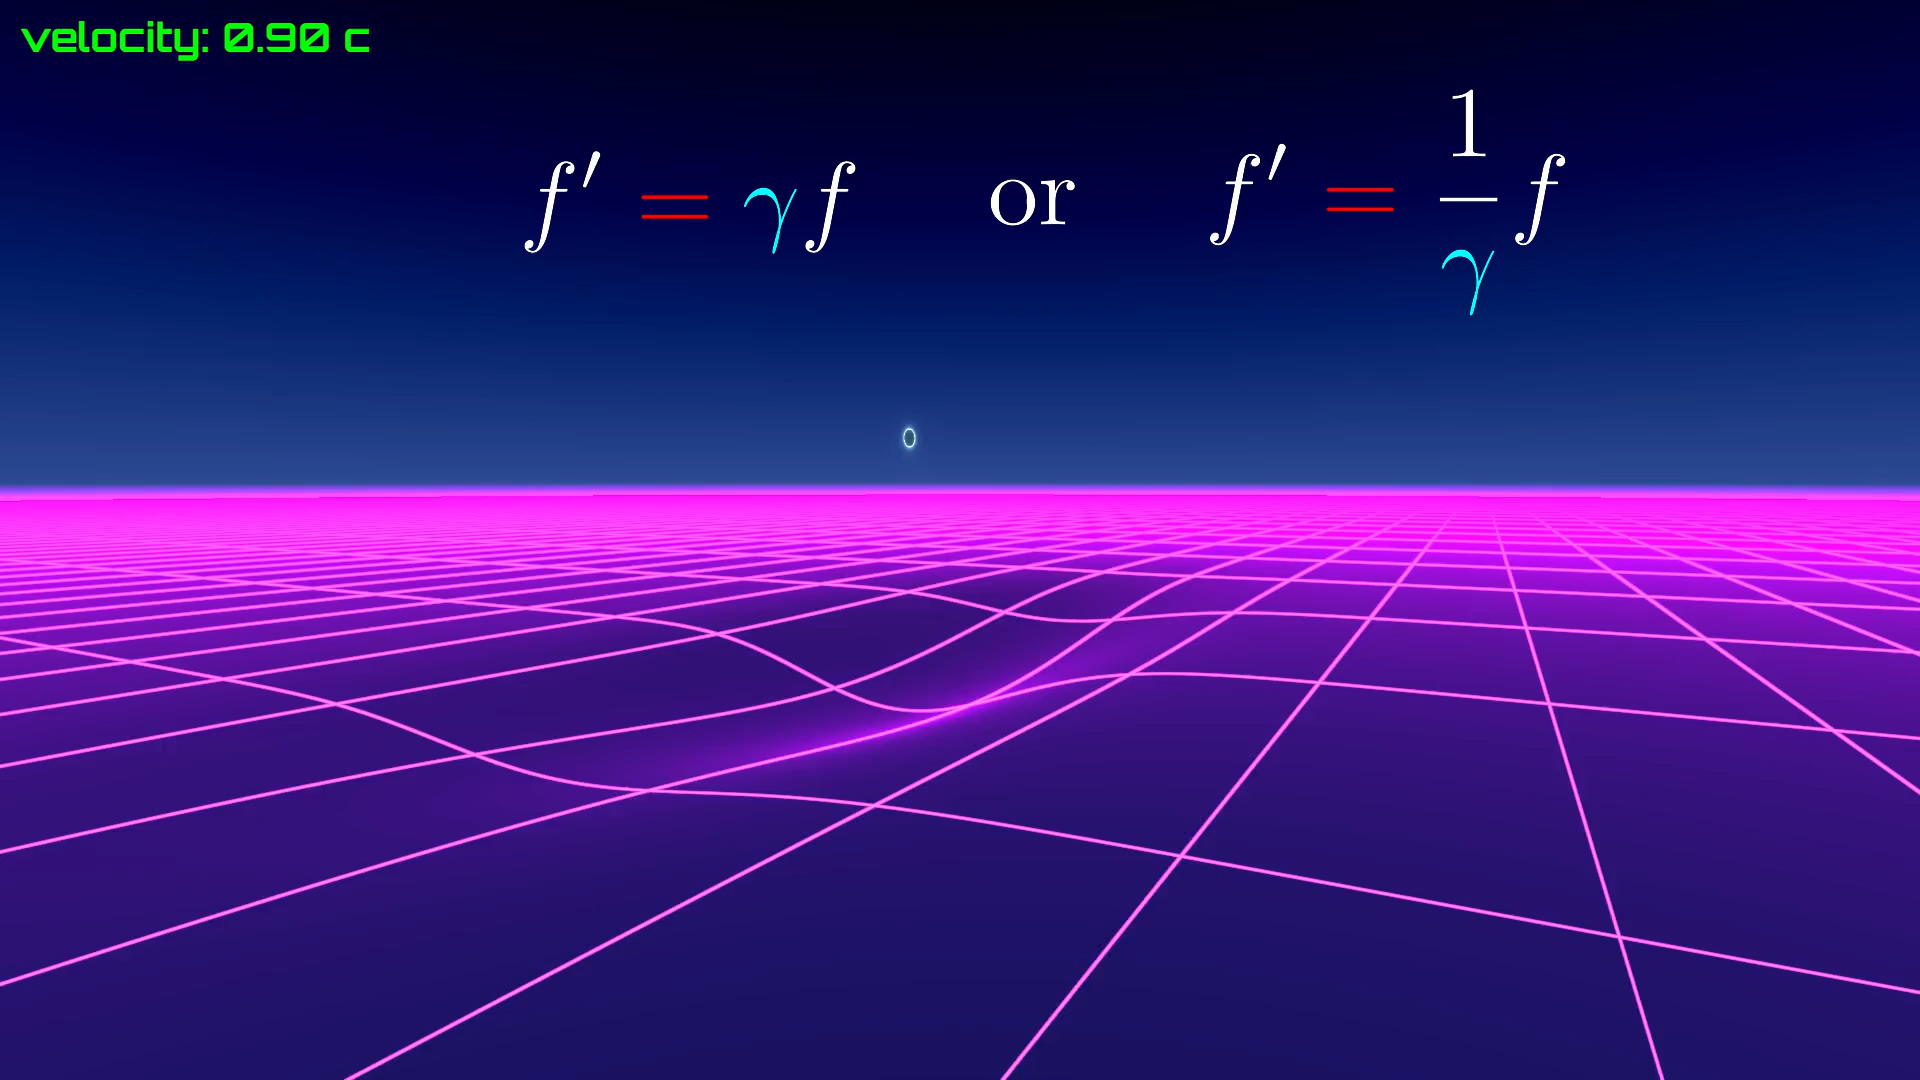 velocity: 0.90 c
f′ = γf or f′ = 1/γ f